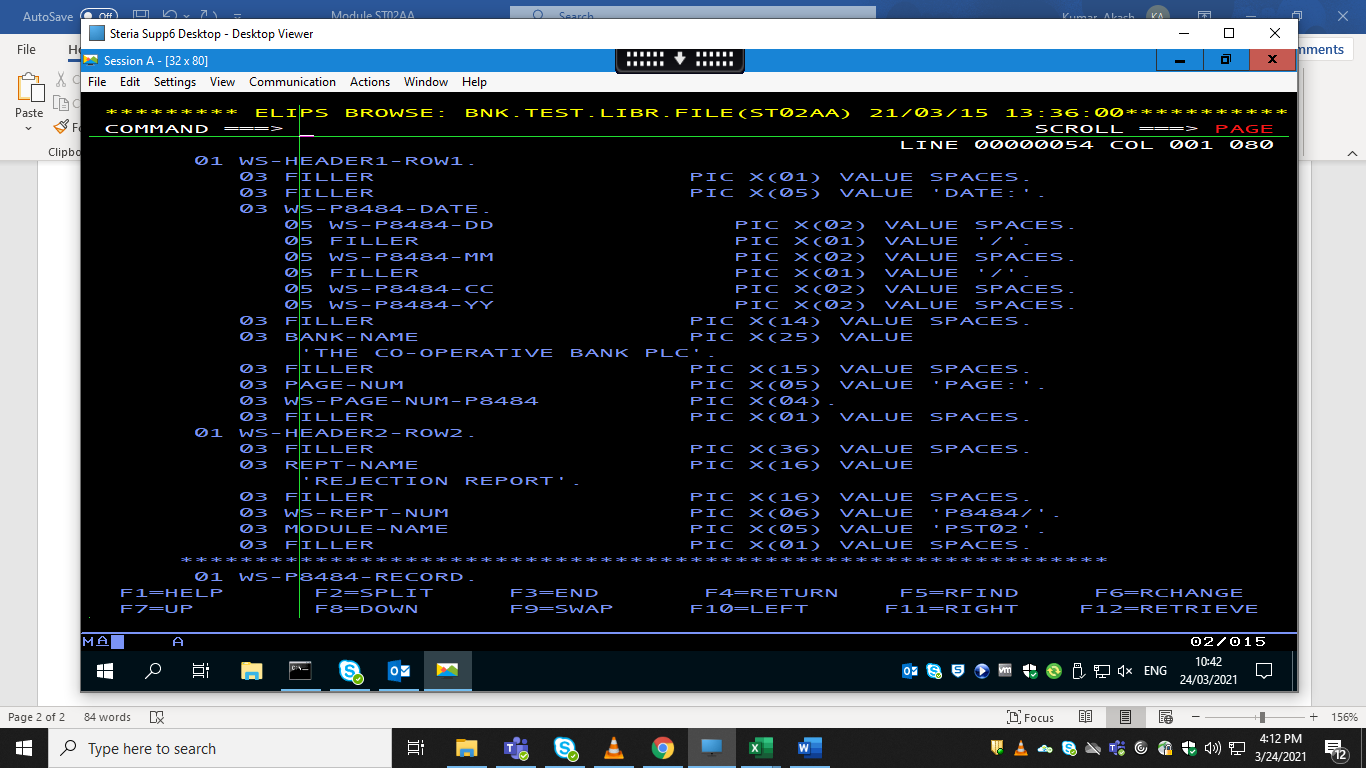 AutoSave Off Module ST02AA Search Kumar, Akash KA
Steria Supp6 Desktop - Desktop Viewer
File
Session A - [32 x 80]
File Edit Settings View Communication Actions Window Help
Paste
********* ELIPS BROWSE: BNK.TEST.LIBR.FILE(ST02AA) 21/03/15 13:36:00***********
COMMAND ===> SCROLL ===> PAGE
LINE 00000054 COL 001 080
01 WS-HEADER1-ROW1.
03 FILLER PIC X(01) VALUE SPACES.
03 FILLER PIC X(05) VALUE 'DATE:'.
03 WS-P8484-DATE.
05 WS-P8484-DD PIC X(02) VALUE SPACES.
05 FILLER PIC X(01) VALUE '/'.
05 WS-P8484-MM PIC X(02) VALUE SPACES.
05 FILLER PIC X(01) VALUE '/'.
05 WS-P8484-CC PIC X(02) VALUE SPACES.
05 WS-P8484-YY PIC X(02) VALUE SPACES.
03 FILLER PIC X(14) VALUE SPACES.
03 BANK-NAME PIC X(25) VALUE
'THE CO-OPERATIVE BANK PLC'.
03 FILLER PIC X(15) VALUE SPACES.
03 PAGE-NUM PIC X(05) VALUE 'PAGE:'.
03 WS-PAGE-NUM-P8484 PIC X(04).
03 FILLER PIC X(01) VALUE SPACES.
01 WS-HEADER2-ROW2.
03 FILLER PIC X(36) VALUE SPACES.
03 REPT-NAME PIC X(16) VALUE
'REJECTION REPORT'.
03 FILLER PIC X(16) VALUE SPACES.
03 WS-REPT-NUM PIC X(06) VALUE 'P8484/'.
03 MODULE-NAME PIC X(05) VALUE 'PST02'.
03 FILLER PIC X(01) VALUE SPACES.
**************************************************************
01 WS-P8484-RECORD.
F1=HELP F2=SPLIT F3=END F4=RETURN F5=RFIND F6=RCHANGE
F7=UP F8=DOWN F9=SWAP F10=LEFT F11=RIGHT F12=RETRIEVE
MA A 02/015
ENG 10:42
24/03/2021
Page 2 of 2 84 words Focus 156%
Type here to search 4:12 PM
3/24/2021 12